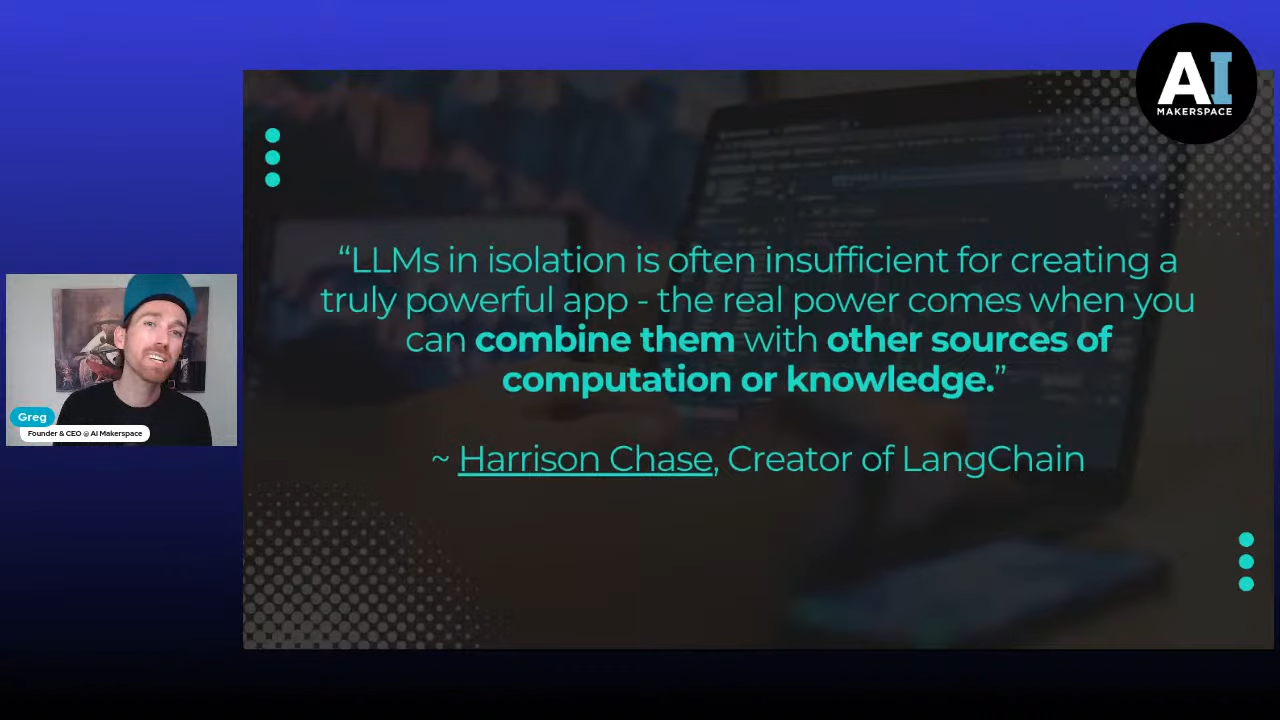 AI
MAKERSPACE
“LLMs in isolation is often insufficient for creating a
truly powerful app - the real power comes when you
can combine them with other sources of
computation or knowledge.”
~ Harrison Chase, Creator of LangChain
Greg
Founder & CEO @ AI Makerspace